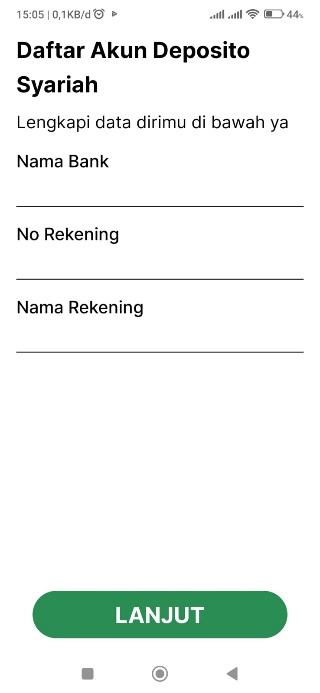 15:05 | 0,1KB/d
44%
Daftar Akun Deposito
Syariah
Lengkapi data dirimu di bawah ya
Nama Bank
No Rekening
Nama Rekening
LANJUT